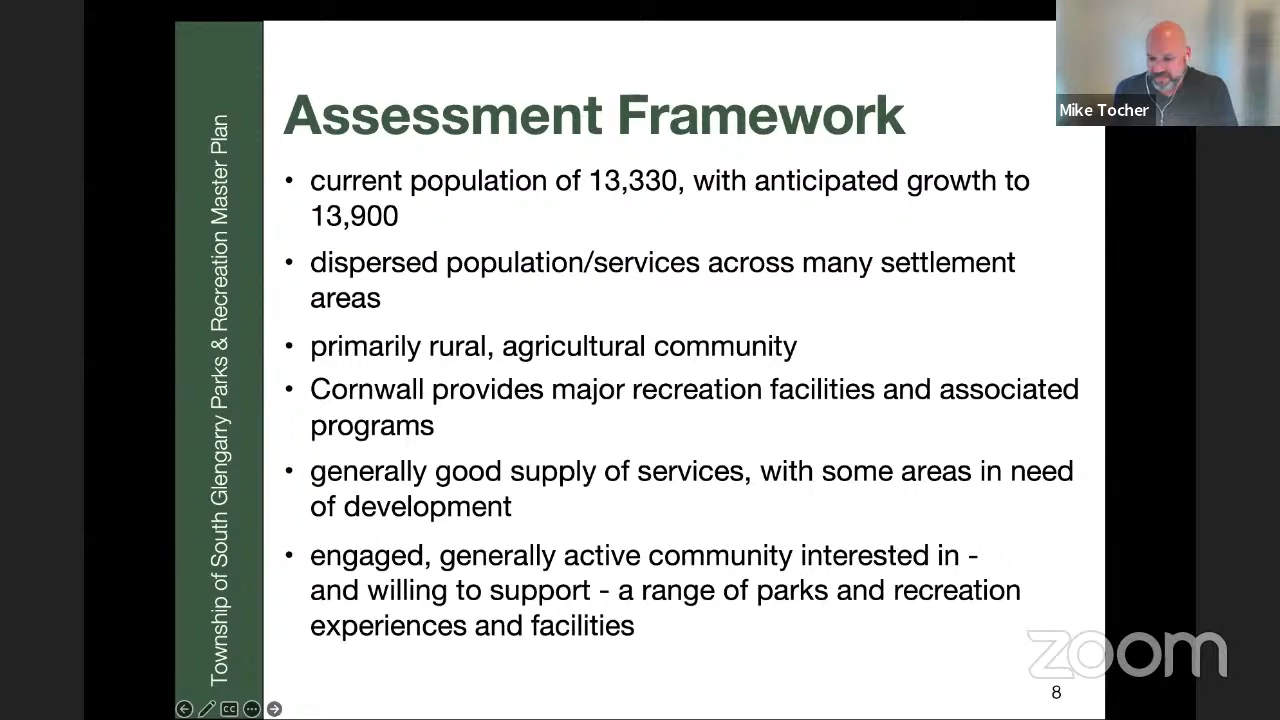 Township of South Glengarry Parks & Recreation Master Plan
Assessment Framework
• current population of 13,330, with anticipated growth to
13,900
• dispersed population/services across many settlement
areas
• primarily rural, agricultural community
• Cornwall provides major recreation facilities and associated
programs
• generally good supply of services, with some areas in need
of development
• engaged, generally active community interested in -
and willing to support - a range of parks and recreation
experiences and facilities
8
Mike Tocher
zoom
CC